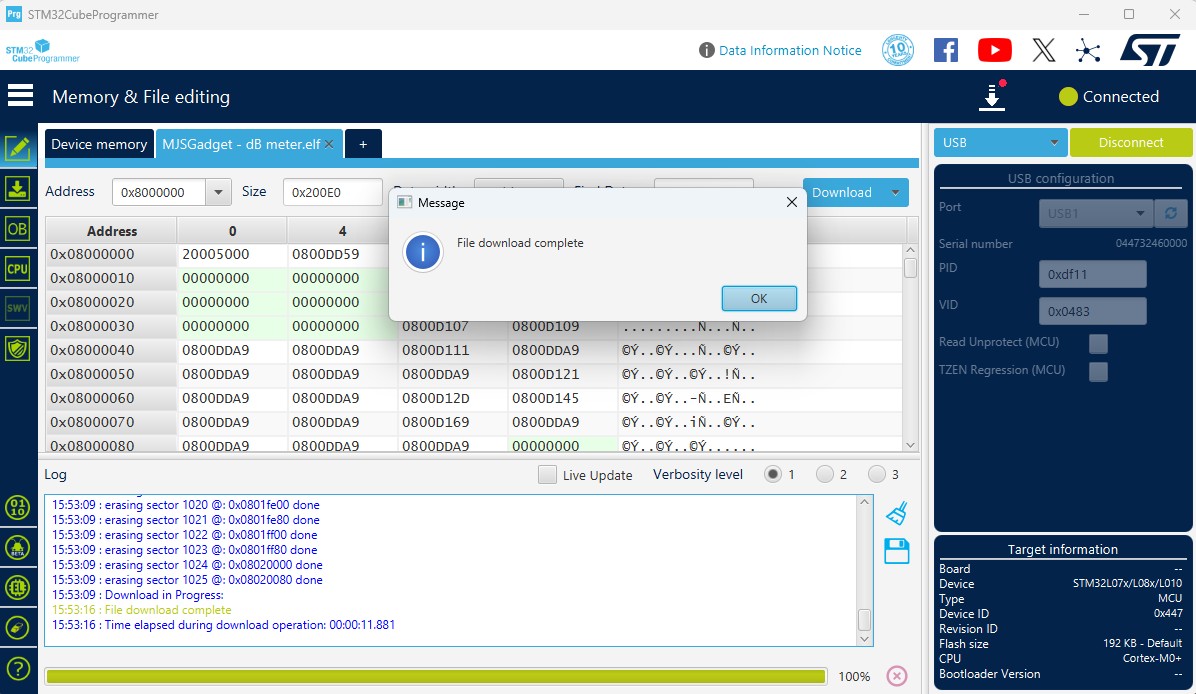 Prg STM32CubeProgrammer
STM32
CubeProgrammer
Data Information Notice
10
Memory & File editing
Connected
Device memory
MJSGadget - dB meter.elf
+
Address
0x8000000
Size
0x200E0
Download
Address 0 4
0x08000000 20005000 0800DD59
0x08000010 00000000 00000000
0x08000020 00000000 00000000
0x08000030 00000000 00000000 0800D107 0800D109 .........Ñ...Ñ..
0x08000040 0800DDA9 0800DDA9 0800D111 0800DDA9 ©Ý..©Ý...Ñ..©Ý..
0x08000050 0800DDA9 0800DDA9 0800DDA9 0800D121 ©Ý..©Ý..©Ý..!Ñ..
0x08000060 0800DDA9 0800DDA9 0800D12D 0800D145 ©Ý..©Ý..-Ñ..EÑ..
0x08000070 0800DDA9 0800DDA9 0800D169 0800DDA9 ©Ý..©Ý..iÑ..©Ý..
0x08000080 0800DDA9 0800DDA9 0800DDA9 00000000 ©Ý..©Ý..©Ý......
Message
File download complete
OK
OB
CPU
SWV
01
10
BETA
?
Log
Live Update
Verbosity level
1
2
3
15:53:09 : erasing sector 1020 @: 0x0801fe00 done
15:53:09 : erasing sector 1021 @: 0x0801fe80 done
15:53:09 : erasing sector 1022 @: 0x0801ff00 done
15:53:09 : erasing sector 1023 @: 0x0801ff80 done
15:53:09 : erasing sector 1024 @: 0x08020000 done
15:53:09 : erasing sector 1025 @: 0x08020080 done
15:53:09 : Download in Progress:
15:53:16 : File download complete
15:53:16 : Time elapsed during download operation: 00:00:11.881
100%
USB
Disconnect
USB configuration
Port USB1
Serial number 044732460000
PID 0xdf11
VID 0x0483
Read Unprotect (MCU)
TZEN Regression (MCU)
Target information
Board --
Device STM32L07x/L08x/L010
Type MCU
Device ID 0x447
Revision ID --
Flash size 192 KB - Default
CPU Cortex-M0+
Bootloader Version --